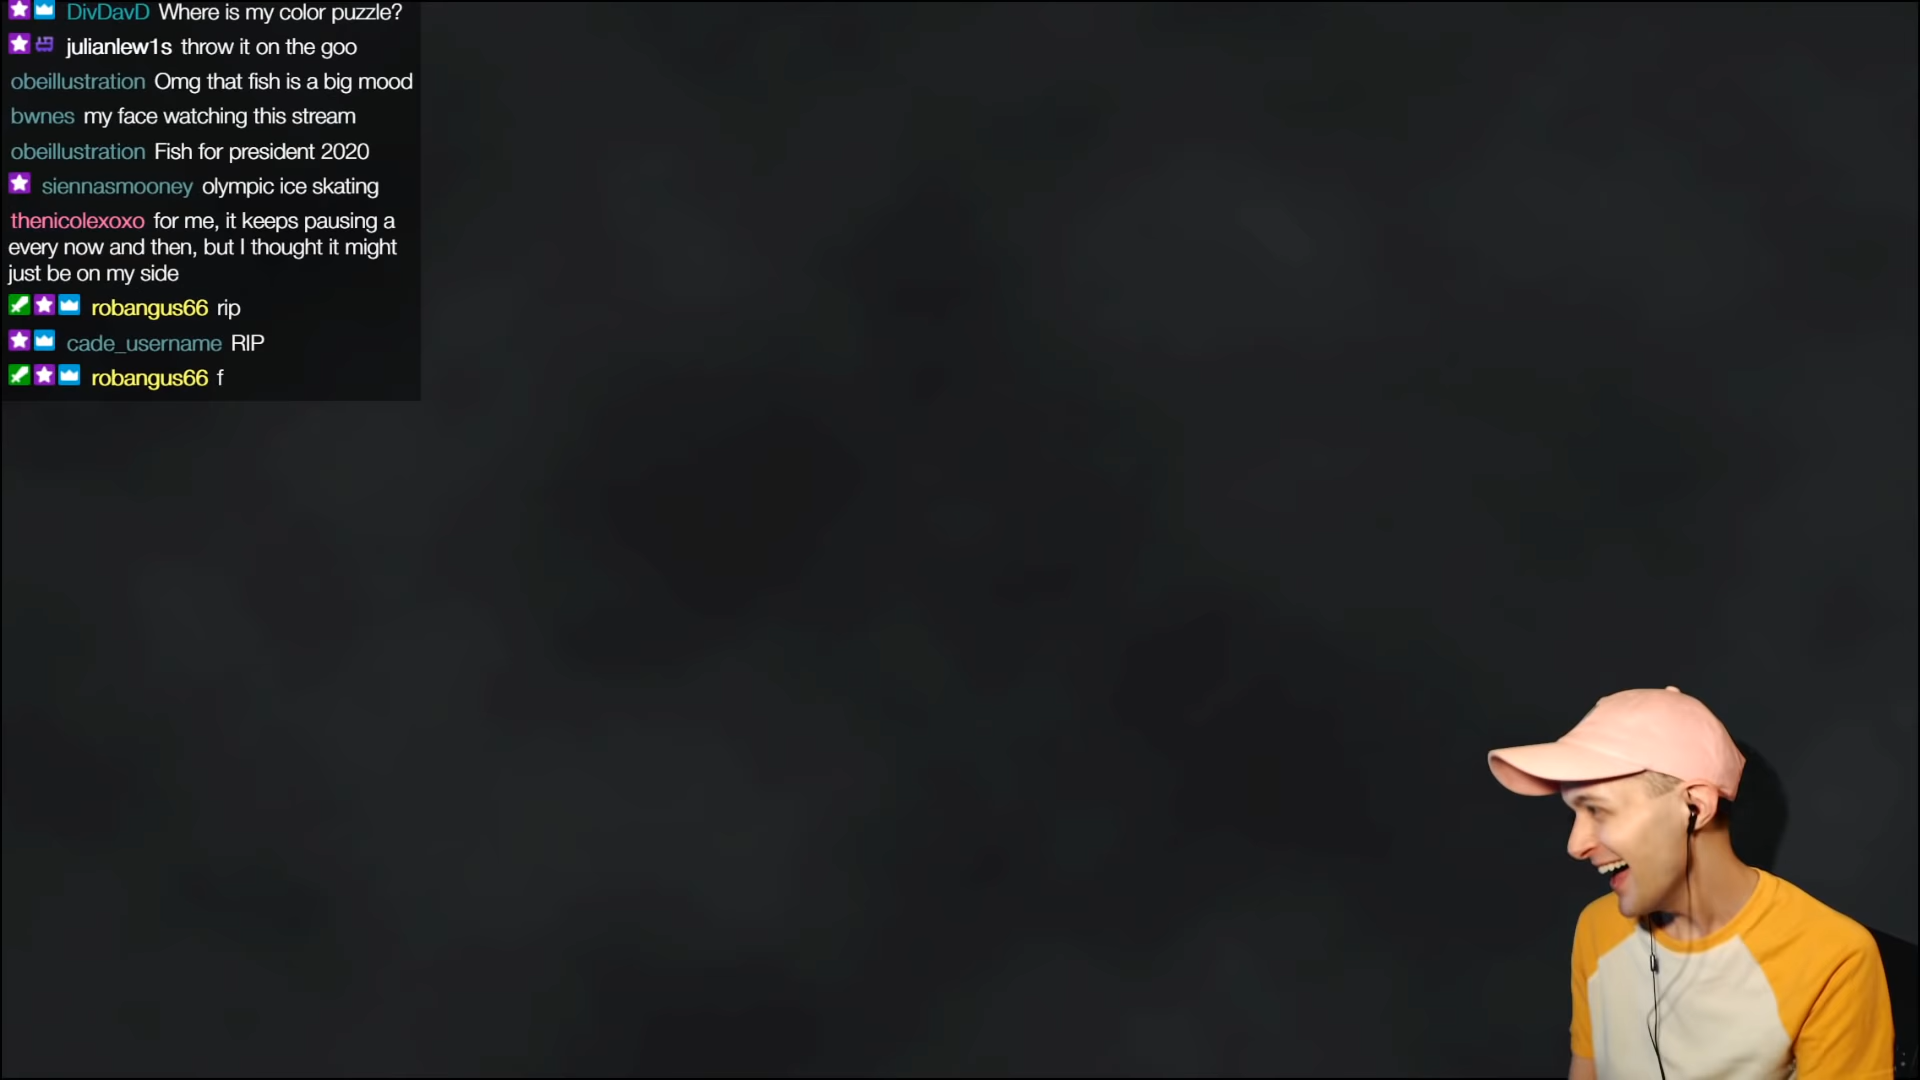 DivDavD Where is my color puzzle?
julianlew1s throw it on the goo
obeillustration Omg that fish is a big mood
bwnes my face watching this stream
obeillustration Fish for president 2020
siennasmooney olympic ice skating
thenicolexoxo for me, it keeps pausing a
every now and then, but I thought it might
just be on my side
robangus66 rip
cade_username RIP
robangus66 f